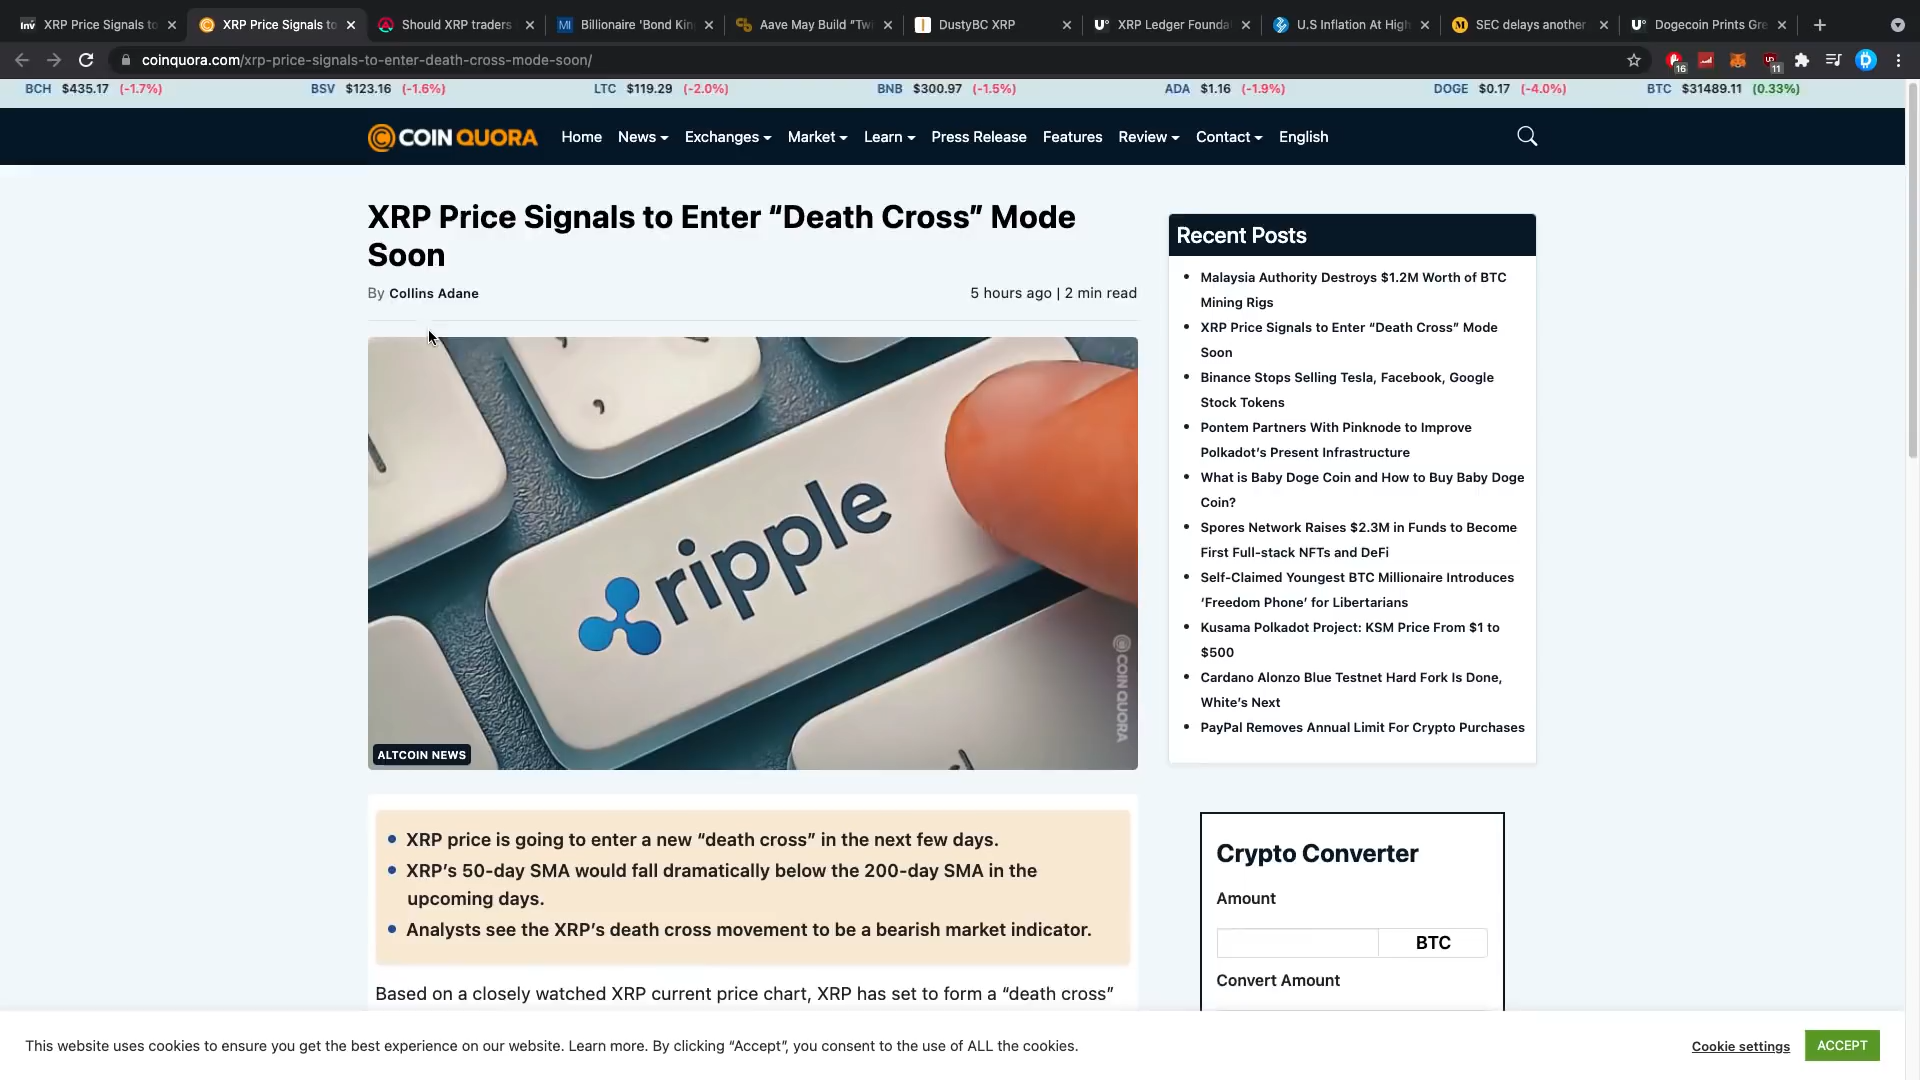 XRP Price Signals to
XRP Price Signals to
Should XRP traders
Billionaire 'Bond Kin
Aave May Build "Tw
DustyBC XRP
XRP Ledger Founda
U.S Inflation At High
SEC delays another
Dogecoin Prints Gre
coinquora.com/xrp-price-signals-to-enter-death-cross-mode-soon/
16
11
BCH $435.17 (-1.7%) BSV $123.16 (-1.6%) LTC $119.29 (-2.0%) BNB $300.97 (-1.5%) ADA $1.16 (-1.9%) DOGE $0.17 (-4.0%) BTC $31489.11 (0.33%)
COIN QUORA
Home News Exchanges Market Learn Press Release Features Review Contact English
XRP Price Signals to Enter “Death Cross” Mode
Soon
By Collins Adane
5 hours ago | 2 min read
ripple
COIN QUORA
ALTCOIN NEWS
XRP price is going to enter a new “death cross” in the next few days.
XRP’s 50-day SMA would fall dramatically below the 200-day SMA in the
upcoming days.
Analysts see the XRP’s death cross movement to be a bearish market indicator.
Based on a closely watched XRP current price chart, XRP has set to form a “death cross”
Recent Posts
Malaysia Authority Destroys $1.2M Worth of BTC
Mining Rigs
XRP Price Signals to Enter “Death Cross” Mode
Soon
Binance Stops Selling Tesla, Facebook, Google
Stock Tokens
Pontem Partners With Pinknode to Improve
Polkadot’s Present Infrastructure
What is Baby Doge Coin and How to Buy Baby Doge
Coin?
Spores Network Raises $2.3M in Funds to Become
First Full-stack NFTs and DeFi
Self-Claimed Youngest BTC Millionaire Introduces
‘Freedom Phone’ for Libertarians
Kusama Polkadot Project: KSM Price From $1 to
$500
Cardano Alonzo Blue Testnet Hard Fork Is Done,
White’s Next
PayPal Removes Annual Limit For Crypto Purchases
Crypto Converter
Amount
BTC
Convert Amount
This website uses cookies to ensure you get the best experience on our website. Learn more. By clicking “Accept”, you consent to the use of ALL the cookies.
Cookie settings
ACCEPT